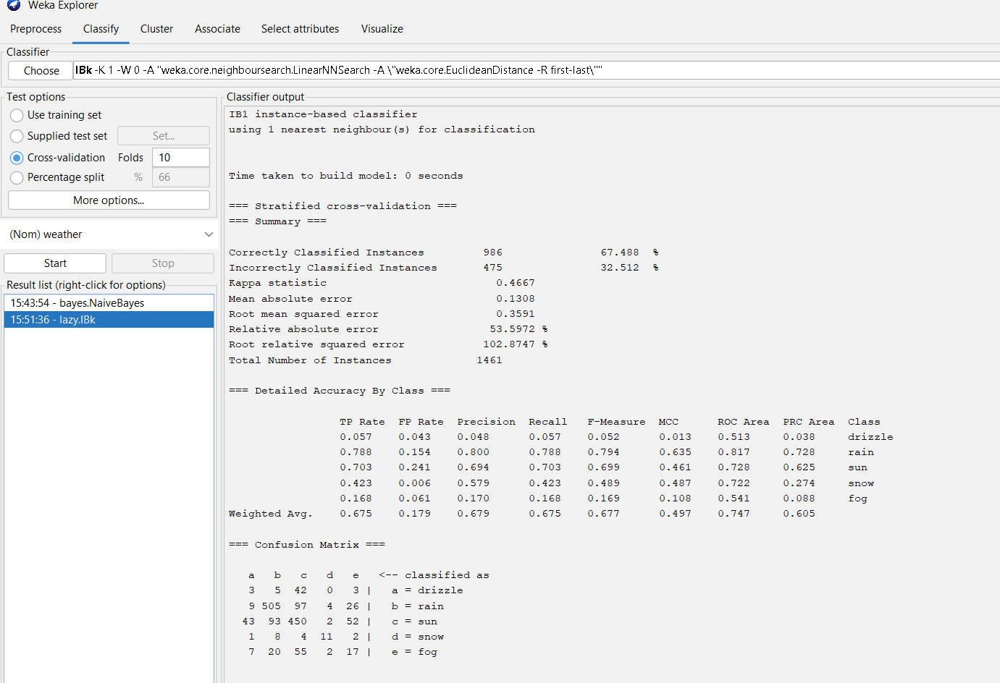 Weka Explorer
Preprocess Classify Cluster Associate Select attributes Visualize
Classifier
Choose IBk -K 1 -W 0 -A "weka.core.neighboursearch.LinearNNSearch -A \"weka.core.EuclideanDistance -R first-last\""
Test options
Use training set
Supplied test set Set...
Cross-validation Folds 10
Percentage split % 66
More options...
(Nom) weather
Start Stop
Result list (right-click for options)
15:43:54 - bayes.NaiveBayes
15:51:36 - lazy.IBk
Classifier output
IB1 instance-based classifier
using 1 nearest neighbour(s) for classification
Time taken to build model: 0 seconds
=== Stratified cross-validation ===
=== Summary ===
Correctly Classified Instances 986 67.488 %
Incorrectly Classified Instances 475 32.512 %
Kappa statistic 0.4667
Mean absolute error 0.1308
Root mean squared error 0.3591
Relative absolute error 53.5972 %
Root relative squared error 102.8747 %
Total Number of Instances 1461
=== Detailed Accuracy By Class ===
TP Rate FP Rate Precision Recall F-Measure MCC ROC Area PRC Area Class
0.057 0.043 0.048 0.057 0.052 0.013 0.513 0.038 drizzle
0.788 0.154 0.800 0.788 0.794 0.635 0.817 0.728 rain
0.703 0.241 0.694 0.703 0.699 0.461 0.728 0.625 sun
0.423 0.006 0.579 0.423 0.489 0.487 0.722 0.274 snow
0.168 0.061 0.170 0.168 0.169 0.108 0.541 0.088 fog
Weighted Avg. 0.675 0.179 0.679 0.675 0.677 0.497 0.747 0.605
=== Confusion Matrix ===
a b c d e <-- classified as
3 5 42 0 3 | a = drizzle
9 505 97 4 26 | b = rain
43 93 450 2 52 | c = sun
1 8 4 11 2 | d = snow
7 20 55 2 17 | e = fog